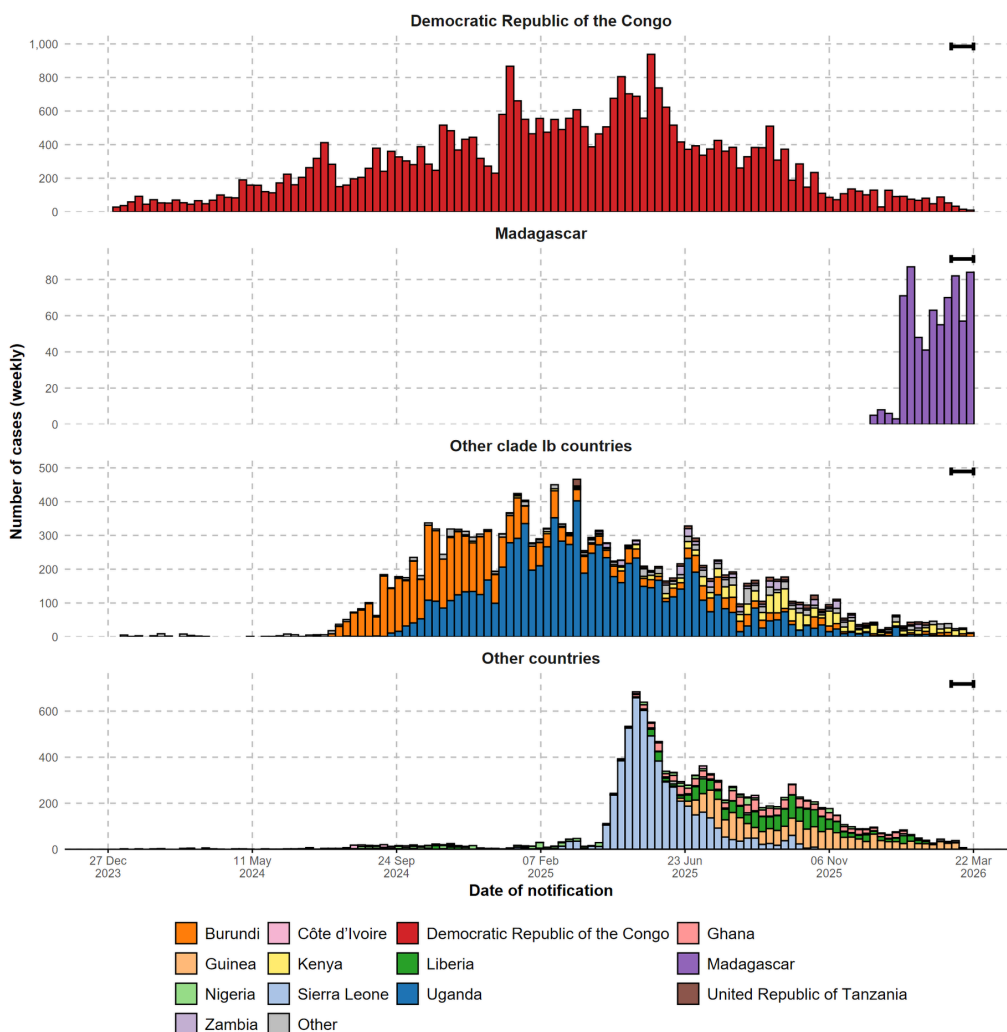 Democratic Republic of the Congo
1,000
800
600
400
200
0
Madagascar
80
60
40
20
0
Other clade Ib countries
500
400
300
200
100
0
Other countries
600
400
200
0
Number of cases (weekly)
27 Dec 11 May 24 Sep 07 Feb 23 Jun 06 Nov 22 Mar
2023 2024 2024 2025 2025 2025 2026
Date of notification
Burundi Côte d’Ivoire Democratic Republic of the Congo Ghana
Guinea Kenya Liberia Madagascar
Nigeria Sierra Leone Uganda United Republic of Tanzania
Zambia Other